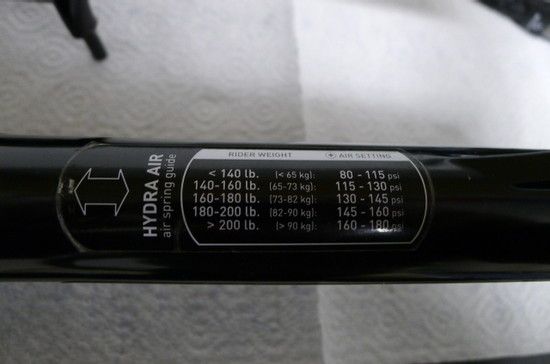 HYDRA AIR
air spring guide
RIDER WEIGHT + AIR SETTING
< 140 lb. (< 65 kg): 80 - 115 psi
140-160 lb. (65-73 kg): 115 - 130 psi
160-180 lb. (73-82 kg): 130 - 145 psi
180-200 lb. (82-90 kg): 145 - 160 psi
> 200 lb. (> 90 kg): 160 - 180 psi